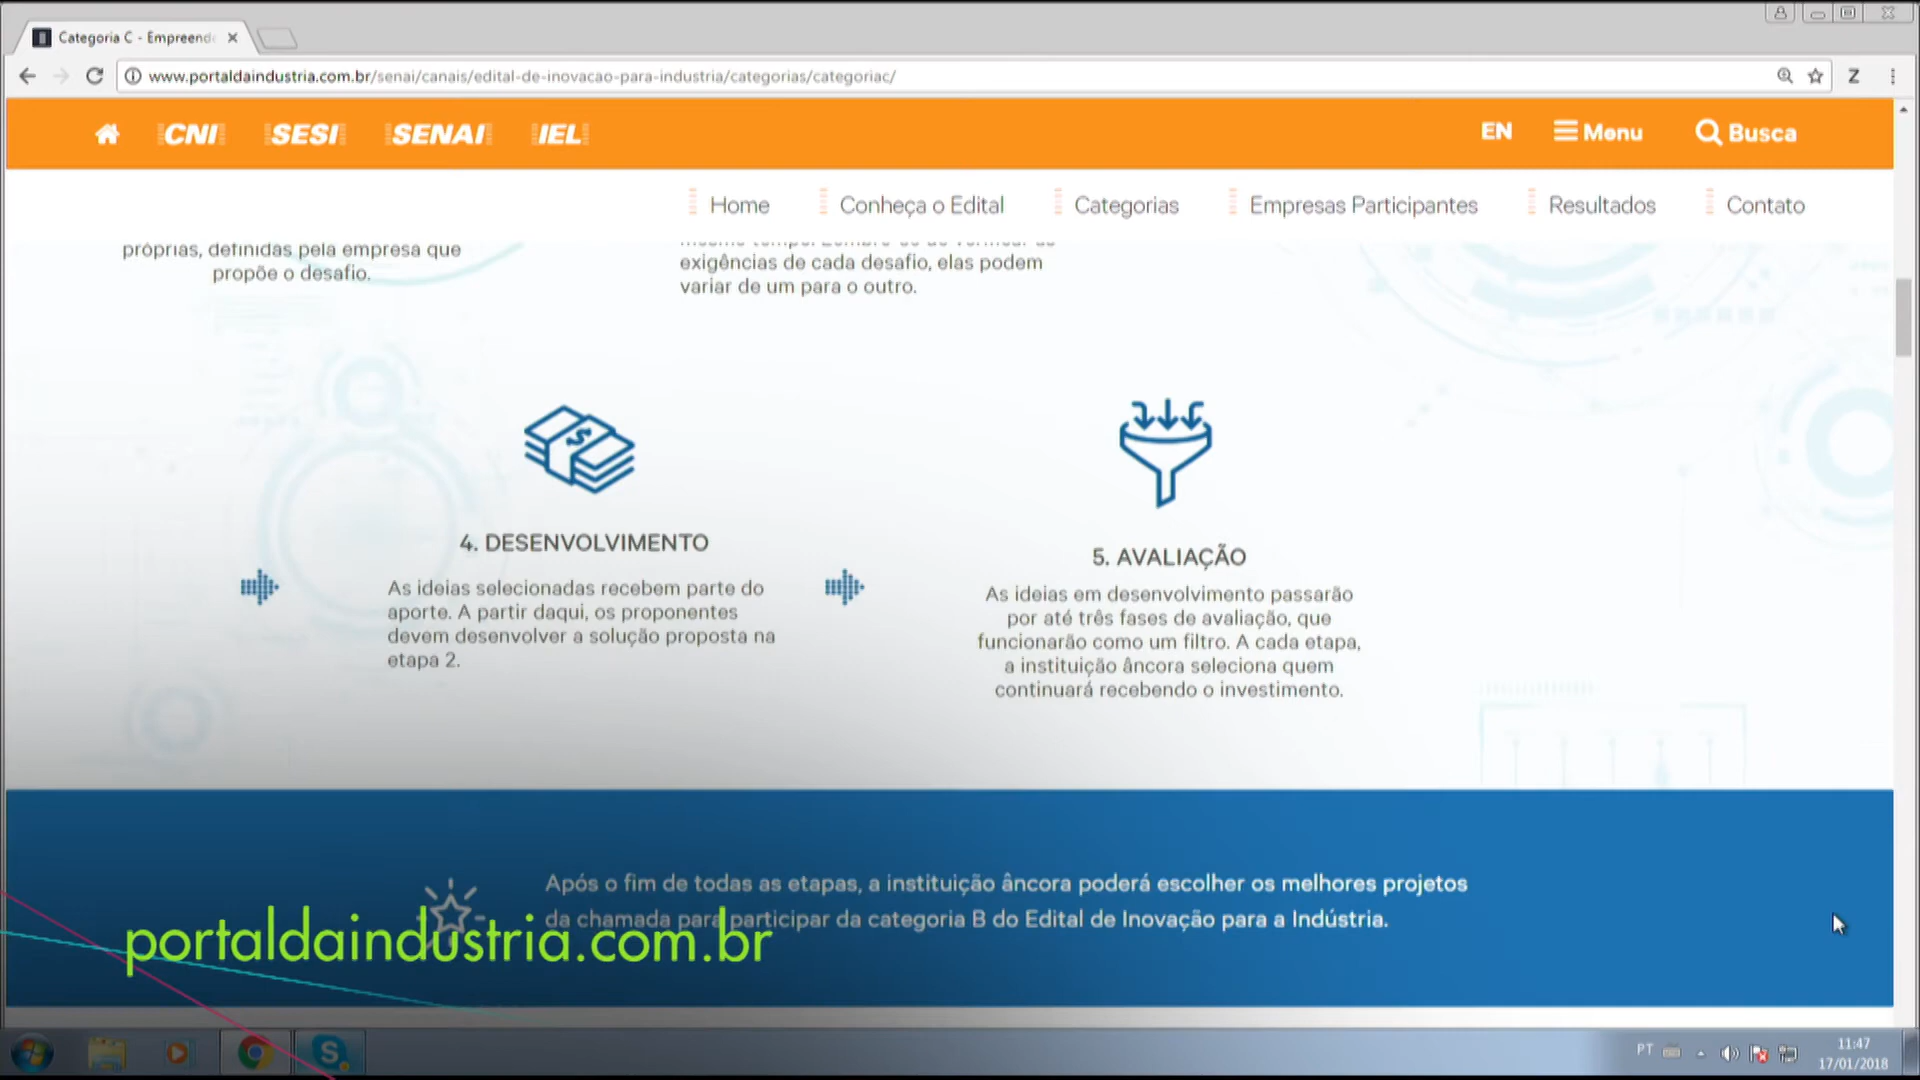 Categoria C - Empreend
www.portaldaindustria.com.br/senai/canais/edital-de-inovacao-para-industria/categorias/categoriac/
CNI SESI SENAI IEL EN Menu Busca
Home Conheça o Edital Categorias Empresas Participantes Resultados Contato
próprias, definidas pela empresa que
propõe o desafio.
exigências de cada desafio, elas podem
variar de um para o outro.
4. DESENVOLVIMENTO
As ideias selecionadas recebem parte do
aporte. A partir daqui, os proponentes
devem desenvolver a solução proposta na
etapa 2.
5. AVALIAÇÃO
As ideias em desenvolvimento passarão
por até três fases de avaliação, que
funcionarão como um filtro. A cada etapa,
a instituição âncora seleciona quem
continuará recebendo o investimento.
Após o fim de todas as etapas, a instituição âncora poderá escolher os melhores projetos
da chamada para participar da categoria B do Edital de Inovação para a Indústria.
portaldaindustria.com.br
PT
11:47
17/01/2018